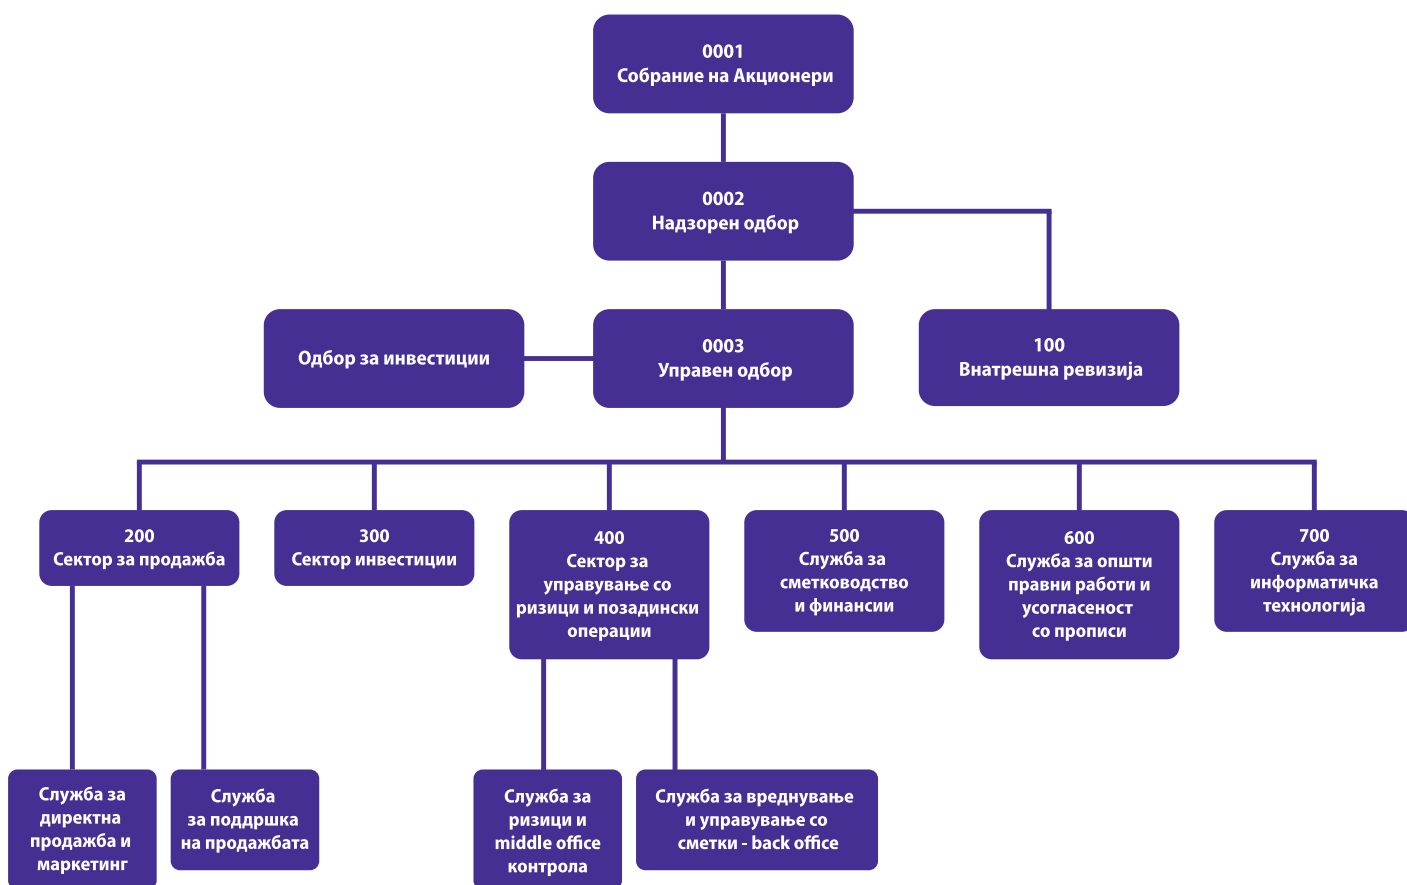 0001
Собрание на Акционери
0002
Надзорен одбор
Одбор за инвестиции
0003
Управен одбор
100
Внатрешна ревизија
200
Сектор за продажба
300
Сектор инвестиции
400
Сектор за
управување со
ризици и позадински
операции
500
Служба за
сметководство
и финансии
600
Служба за општи
правни работи и
усогласеност
со прописи
700
Служба за
информатичка
технологија
Служба за
директна
продажба и
маркетинг
Служба
за поддршка
на продажбата
Служба за
ризици и
middle office
контрола
Служба за вреднување
и управување со
сметки - back office